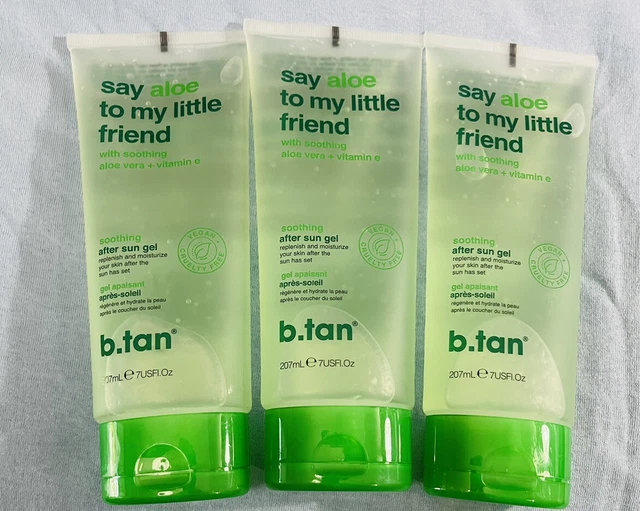 say aloe
to my little
friend
with soothing
aloe vera + vitamin e
soothing
after sun gel
replenish and moisturize
your skin after the
sun has set
VEGAN +
CRUELTY FREE
gel apaisant
après-soleil
régénère et hydrate la peau
après le coucher du soleil
b.tan®
7mL ℮ 7USFl.Oz
say aloe
to my little
friend
with soothing
aloe vera + vitamin e
soothing
after sun gel
replenish and moisturize
your skin after the
sun has set
VEGAN +
CRUELTY FREE
gel apaisant
après-soleil
régénère et hydrate la peau
après le coucher du soleil
b.tan®
207mL ℮ 7USFl.Oz
say aloe
to my little
friend
with soothing
aloe vera + vitamin e
soothing
after sun gel
replenish and moisturize
your skin after the
sun has set
VEGAN +
CRUELTY FREE
gel apaisant
après-soleil
régénère et hydrate la peau
après le coucher du soleil
b.tan®
207mL ℮ 7USFl.Oz